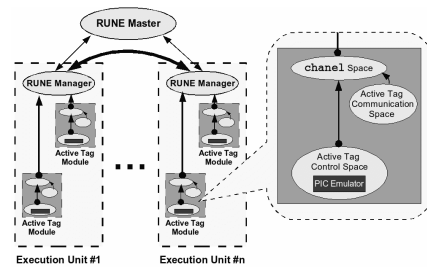 RUNE Master
RUNE Manager
RUNE Manager
chanel Space
Active Tag
Communication
Space
Active Tag
Control Space
PIC Emulator
Active Tag
Module
Active Tag
Module
Active Tag
Module
Active Tag
Module
Execution Unit #1
Execution Unit #n